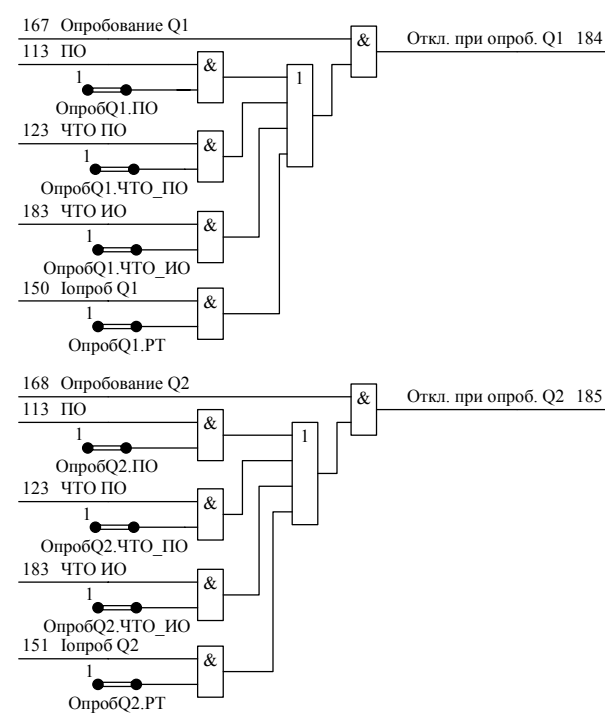 167 Опробование Q1
& Откл. при опроб. Q1 184
113 ПО
&
1
1
ОпробQ1.ПО
123 ЧТО ПО
&
1
ОпробQ1.ЧТО_ПО
183 ЧТО ИО
&
1
ОпробQ1.ЧТО_ИО
150 Iопроб Q1
&
1
ОпробQ1.РТ
168 Опробование Q2
& Откл. при опроб. Q2 185
113 ПО
&
1
1
ОпробQ2.ПО
123 ЧТО ПО
&
1
ОпробQ2.ЧТО_ПО
183 ЧТО ИО
&
1
ОпробQ2.ЧТО_ИО
151 Iопроб Q2
&
1
ОпробQ2.РТ